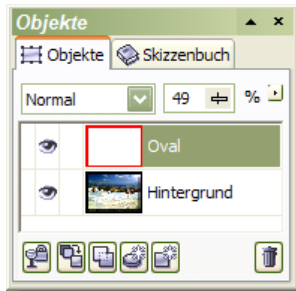 Objekte
Objekte Skizzenbuch
Normal 49 %
Oval
Hintergrund